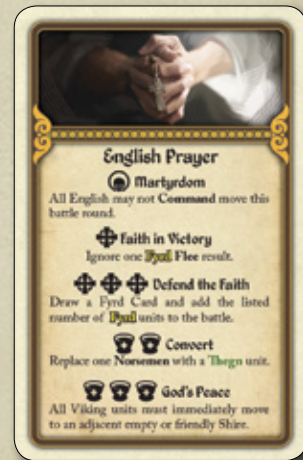 English Prayer
Martyrdom
All English may not Command move this
battle round.
Faith in Victory
Ignore one Fyrd Flee result.
Defend the Faith
Draw a Fyrd Card and add the listed
number of Fyrd units to the battle.
Convert
Replace one Norsemen with a Thegn unit.
God's Peace
All Viking units must immediately move
to an adjacent empty or friendly Shire.